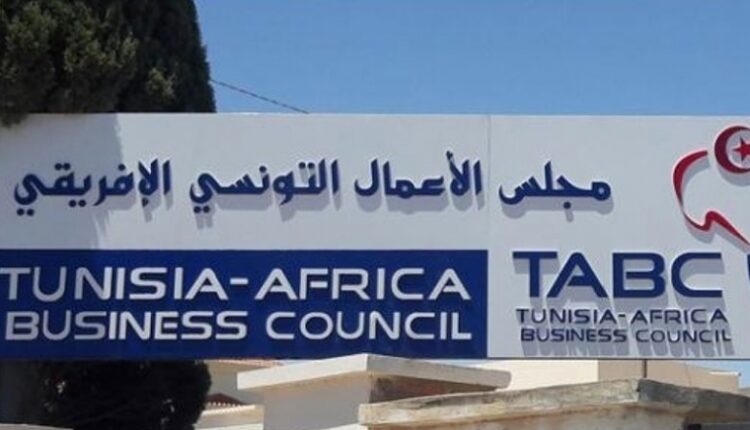 مجلس الأعمال التونسي الإفريقي
TUNISIA-AFRICA
BUSINESS COUNCIL
TABC
TUNISIA-AFRICA
BUSINESS COUNCIL